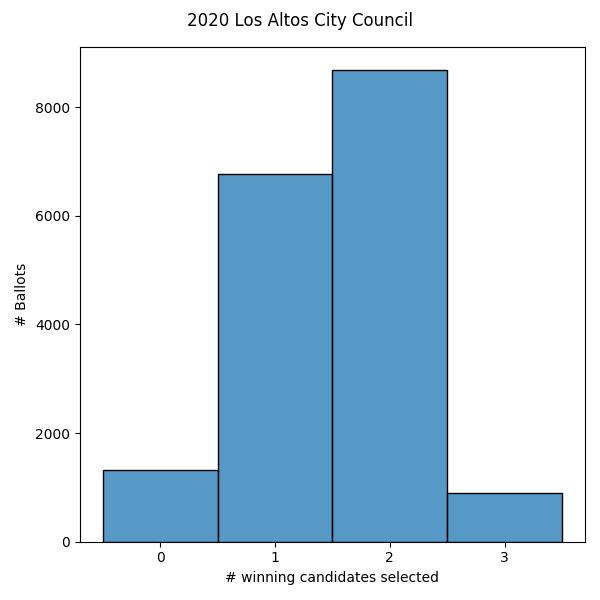 2020 Los Altos City Council
8000
6000
4000
2000
0
# Ballots
0 1 2 3
# winning candidates selected